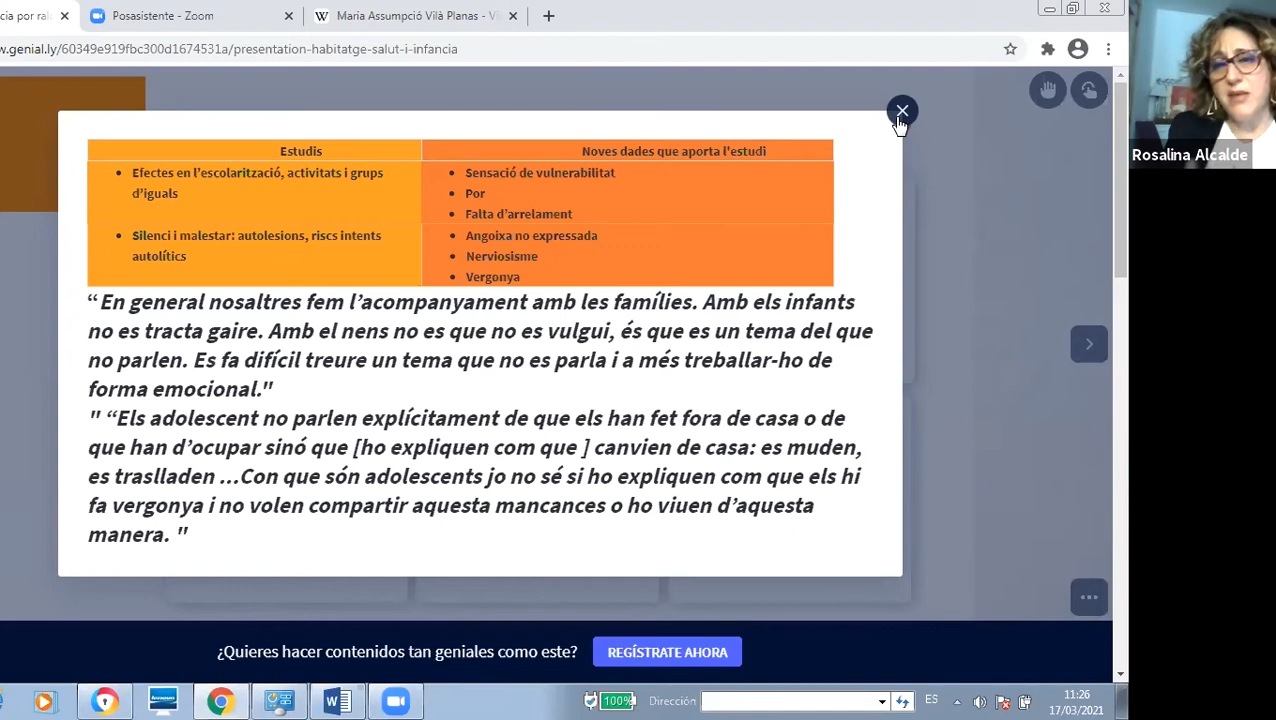 cia por ral
Posasistente - Zoom
Maria Assumpció Vilà Planas - Vi
w.genial.ly/60349e919fbc300d1674531a/presentation-habitatge-salut-i-infancia
Rosalina Alcalde
Estudis
Noves dades que aporta l'estudi
Efectes en l'escolarització, activitats i grups
d'iguals
Sensació de vulnerabilitat
Por
Falta d'arrelament
Silenci i malestar: autolesions, riscs intents
autolítics
Angoixa no expressada
Nerviosisme
Vergonya
“En general nosaltres fem l’acompanyament amb les famílies. Amb els infants
no es tracta gaire. Amb el nens no es que no es vulgui, és que es un tema del que
no parlen. Es fa difícil treure un tema que no es parla i a més treballar-ho de
forma emocional."
" “Els adolescent no parlen explícitament de que els han fet fora de casa o de
que han d’ocupar sinó que [ho expliquen com que ] canvien de casa: es muden,
es traslladen ...Con que són adolescents jo no sé si ho expliquen com que els hi
fa vergonya i no volen compartir aquesta mancances o ho viuen d’aquesta
manera. "
¿Quieres hacer contenidos tan geniales como este?
REGÍSTRATE AHORA
100%
Dirección
ES
11:26
17/03/2021